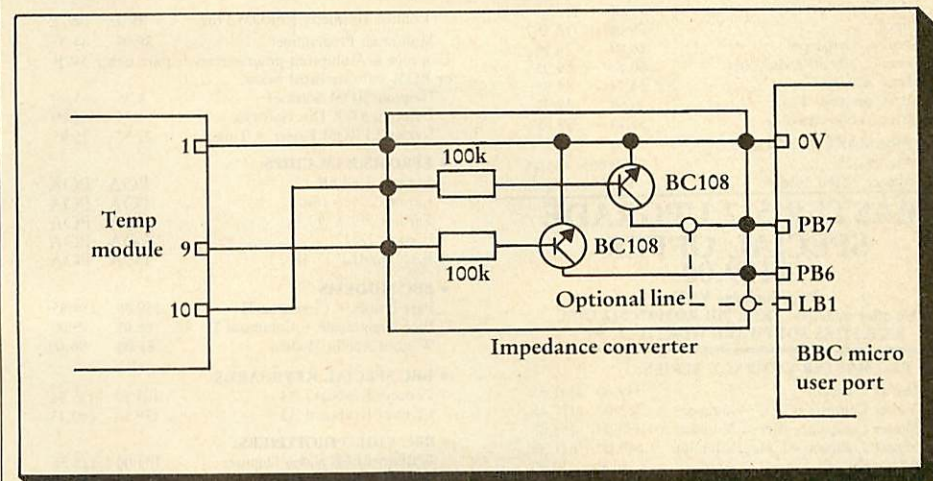 1
0V
100k
BC108
Temp
module
PB7
9
BC108
PB6
100k
10
Optional line
LB1
Impedance converter
BBC micro
user port